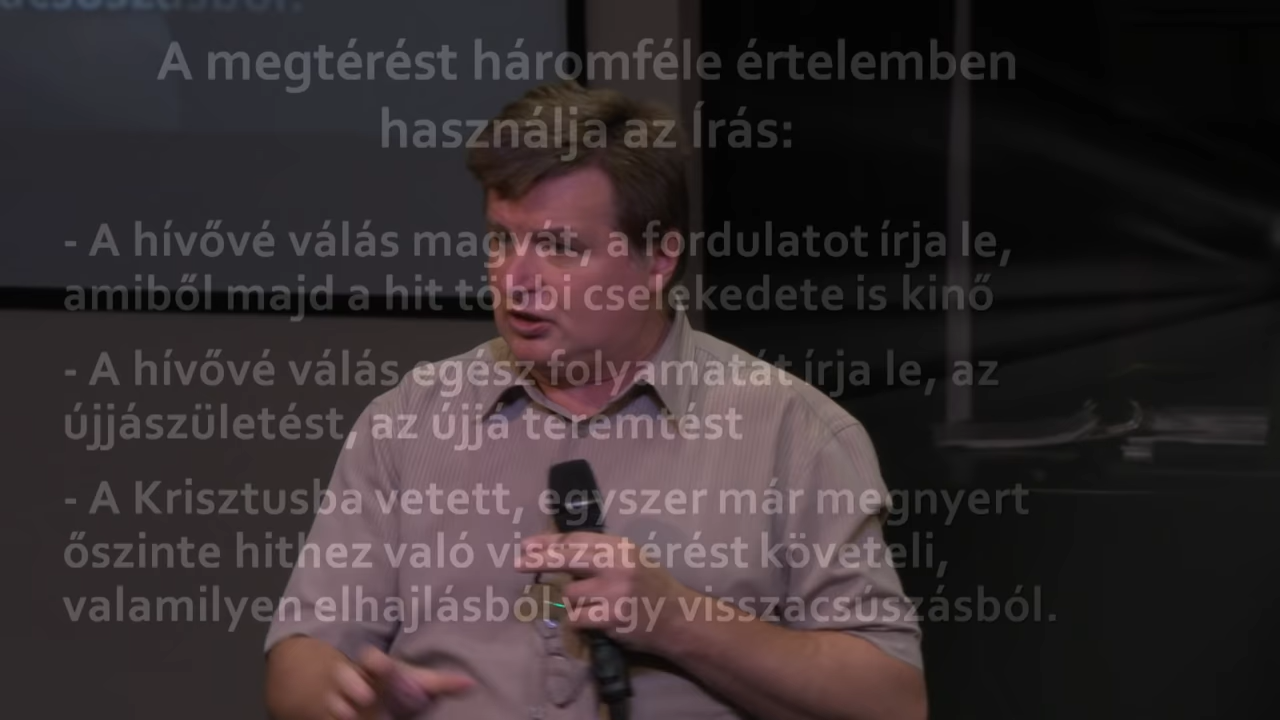 A megtérést háromféle értelemben
használja az Írás:
- A hívővé válás magvát, a fordulatot írja le,
amiből majd a hit többi cselekedete is kinő
- A hívővé válás egész folyamatát írja le, az
újjászületést, az újjá teremtést
- A Krisztusba vetett, egyszer már megnyert
őszinte hithez való visszatérést követeli,
valamilyen elhajlásból vagy visszacsúszásból.